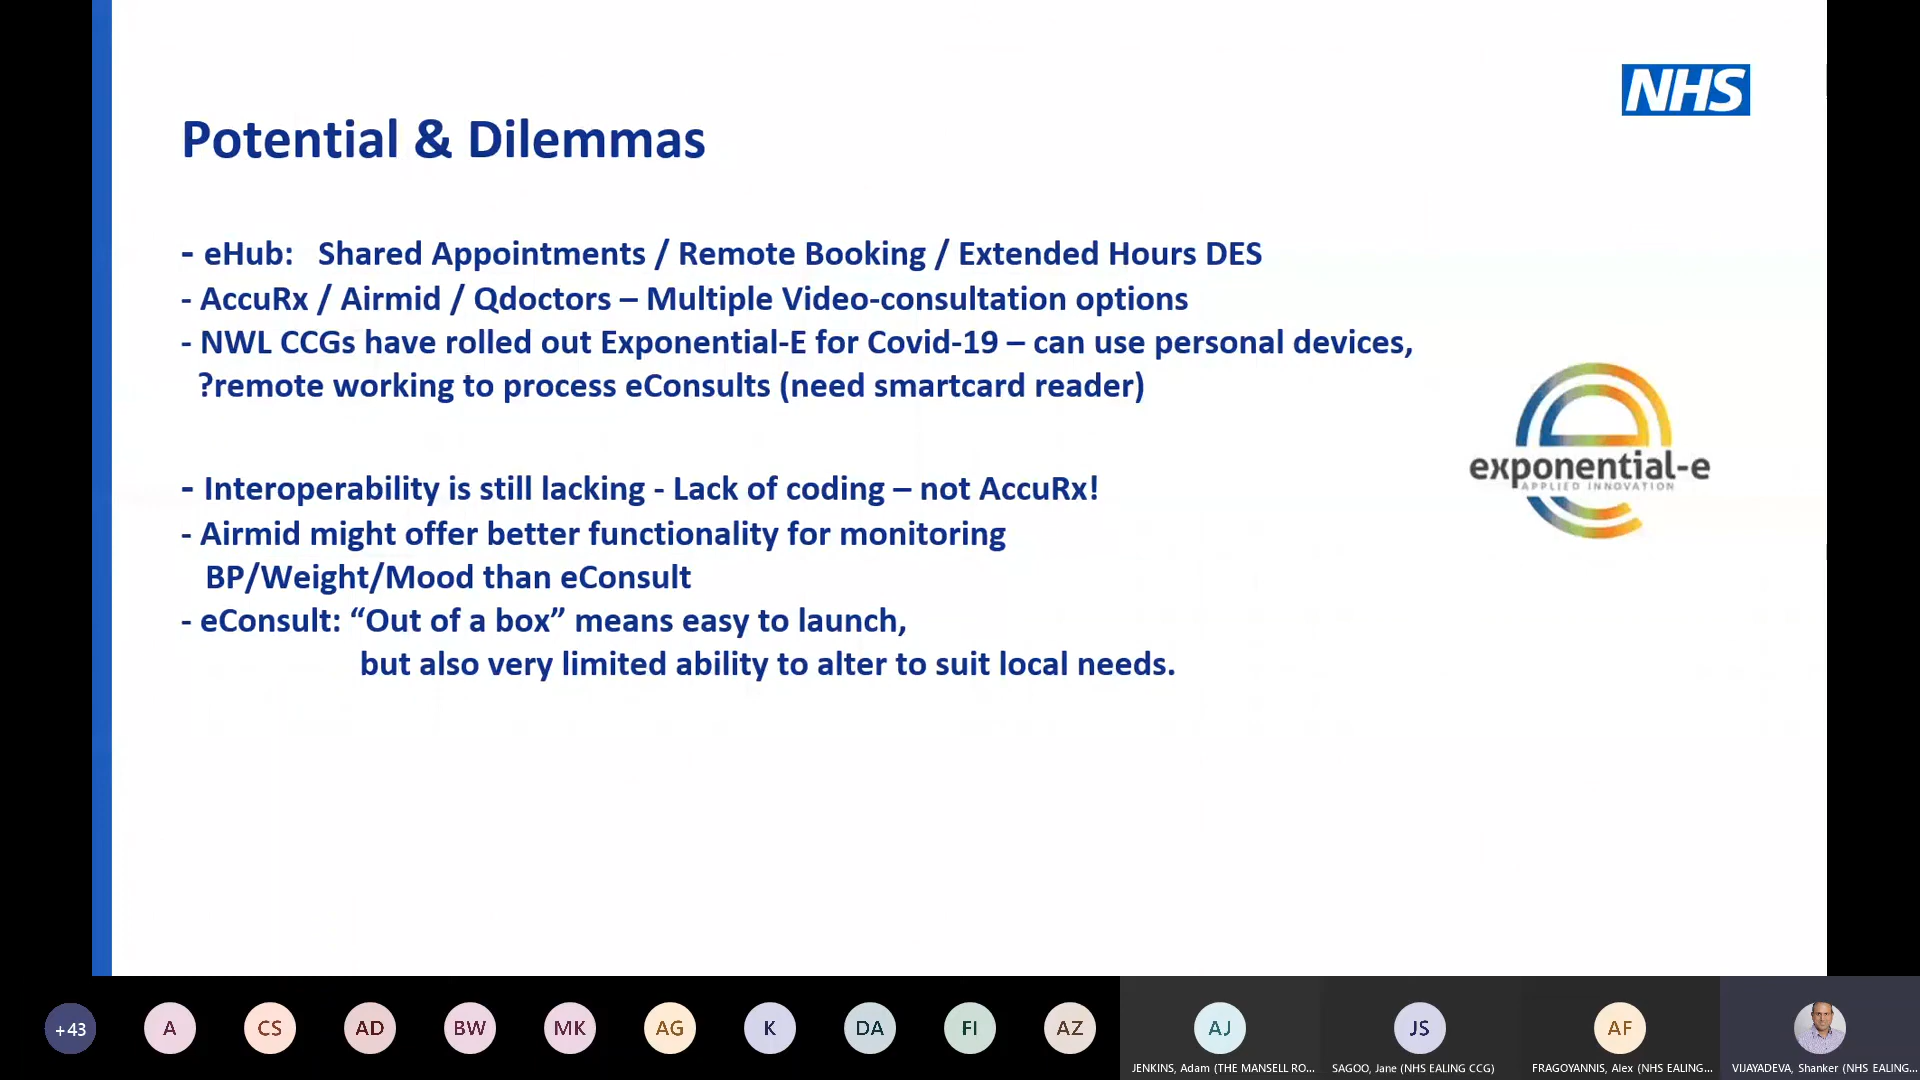 NHS
Potential & Dilemmas
- eHub:   Shared Appointments / Remote Booking / Extended Hours DES
- AccuRx / Airmid / Qdoctors – Multiple Video-consultation options
- NWL CCGs have rolled out Exponential-E for Covid-19 – can use personal devices,
?remote working to process eConsults (need smartcard reader)
exponential-e
APPLIED INNOVATION
- Interoperability is still lacking - Lack of coding – not AccuRx!
- Airmid might offer better functionality for monitoring
BP/Weight/Mood than eConsult
- eConsult: “Out of a box” means easy to launch,
but also very limited ability to alter to suit local needs.
+43
A
CS
AD
BW
MK
AG
K
DA
FI
AZ
AJ
JS
AF
JENKINS, Adam (THE MANSELL RO...
SAGOO, Jane (NHS EALING CCG)
FRAGOYANNIS, Alex (NHS EALING...
VIJAYADEVA, Shanker (NHS EALING...